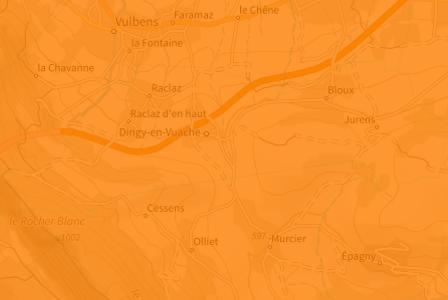 le Chêne
Faramaz
Vulbens
la Fontaine
la Chavanne
Raclaz
Bloux
Raclaz d'en haut
Jurens
Dingy-en-Vuache
Cessens
le Rocher Blanc
1002
597
Murcier
Olliet
Épagny